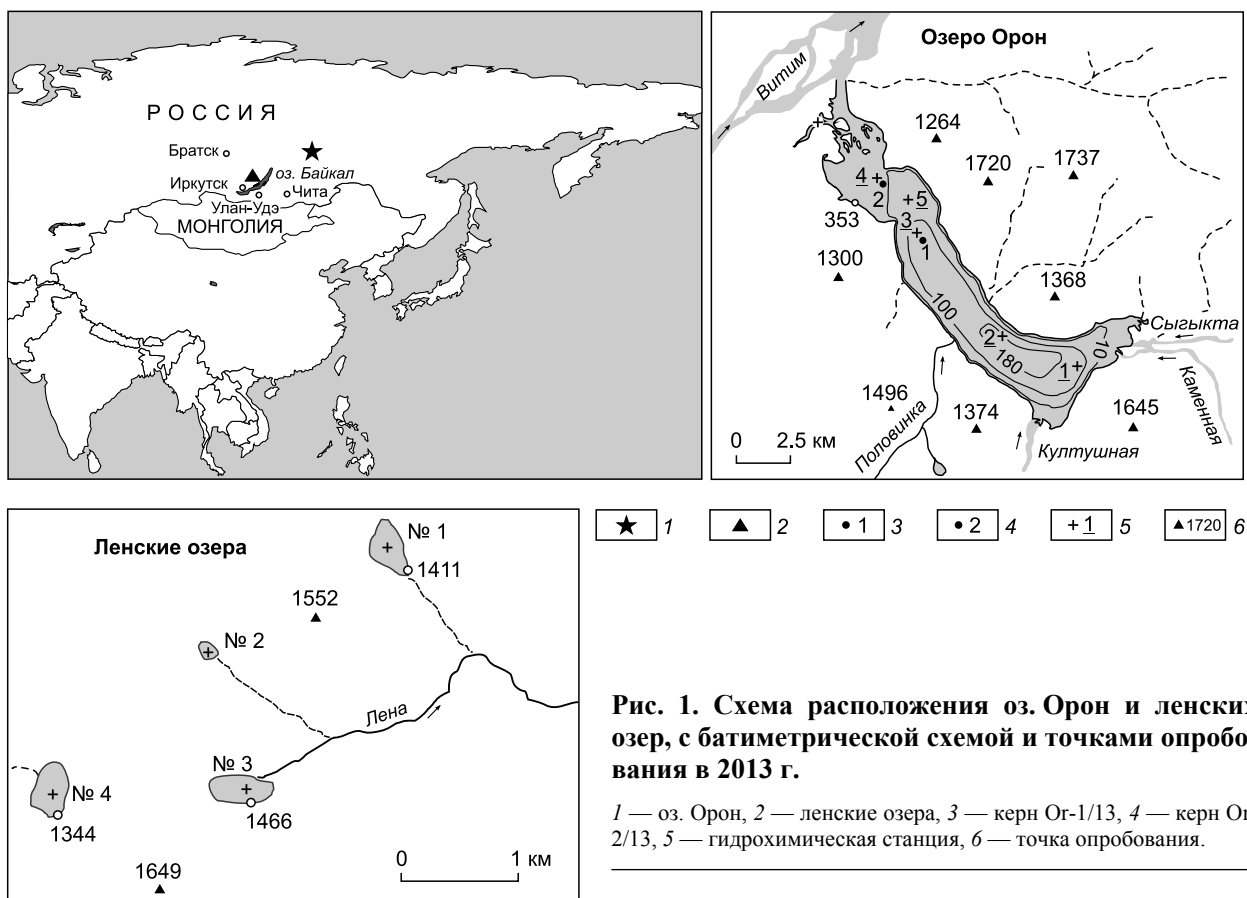 РОССИЯ
Братск
оз. Байкал
Иркутск
Чита
Улан-Удэ
МОНГОЛИЯ
Озеро Орон
Витим
1264
1720
1737
4
2
5
353
3
1
1300
1368
100
Сыгыкта
2
10
180
1
Каменная
1496
1374
1645
0 2.5 км
Половинка
Култушная
Ленские озера
№ 1
1411
1552
№ 2
Лена
№ 3
№ 4
1466
1344
0 1 км
1649
1
2
1 3
2 4
+1 5
1720 6
Рис. 1. Схема расположения оз. Орон и ленских
озер, с батиметрической схемой и точками опробо
вания в 2013 г.
1 — оз. Орон, 2 — ленские озера, 3 — керн Or-1/13, 4 — керн Or
2/13, 5 — гидрохимическая станция, 6 — точка опробования.